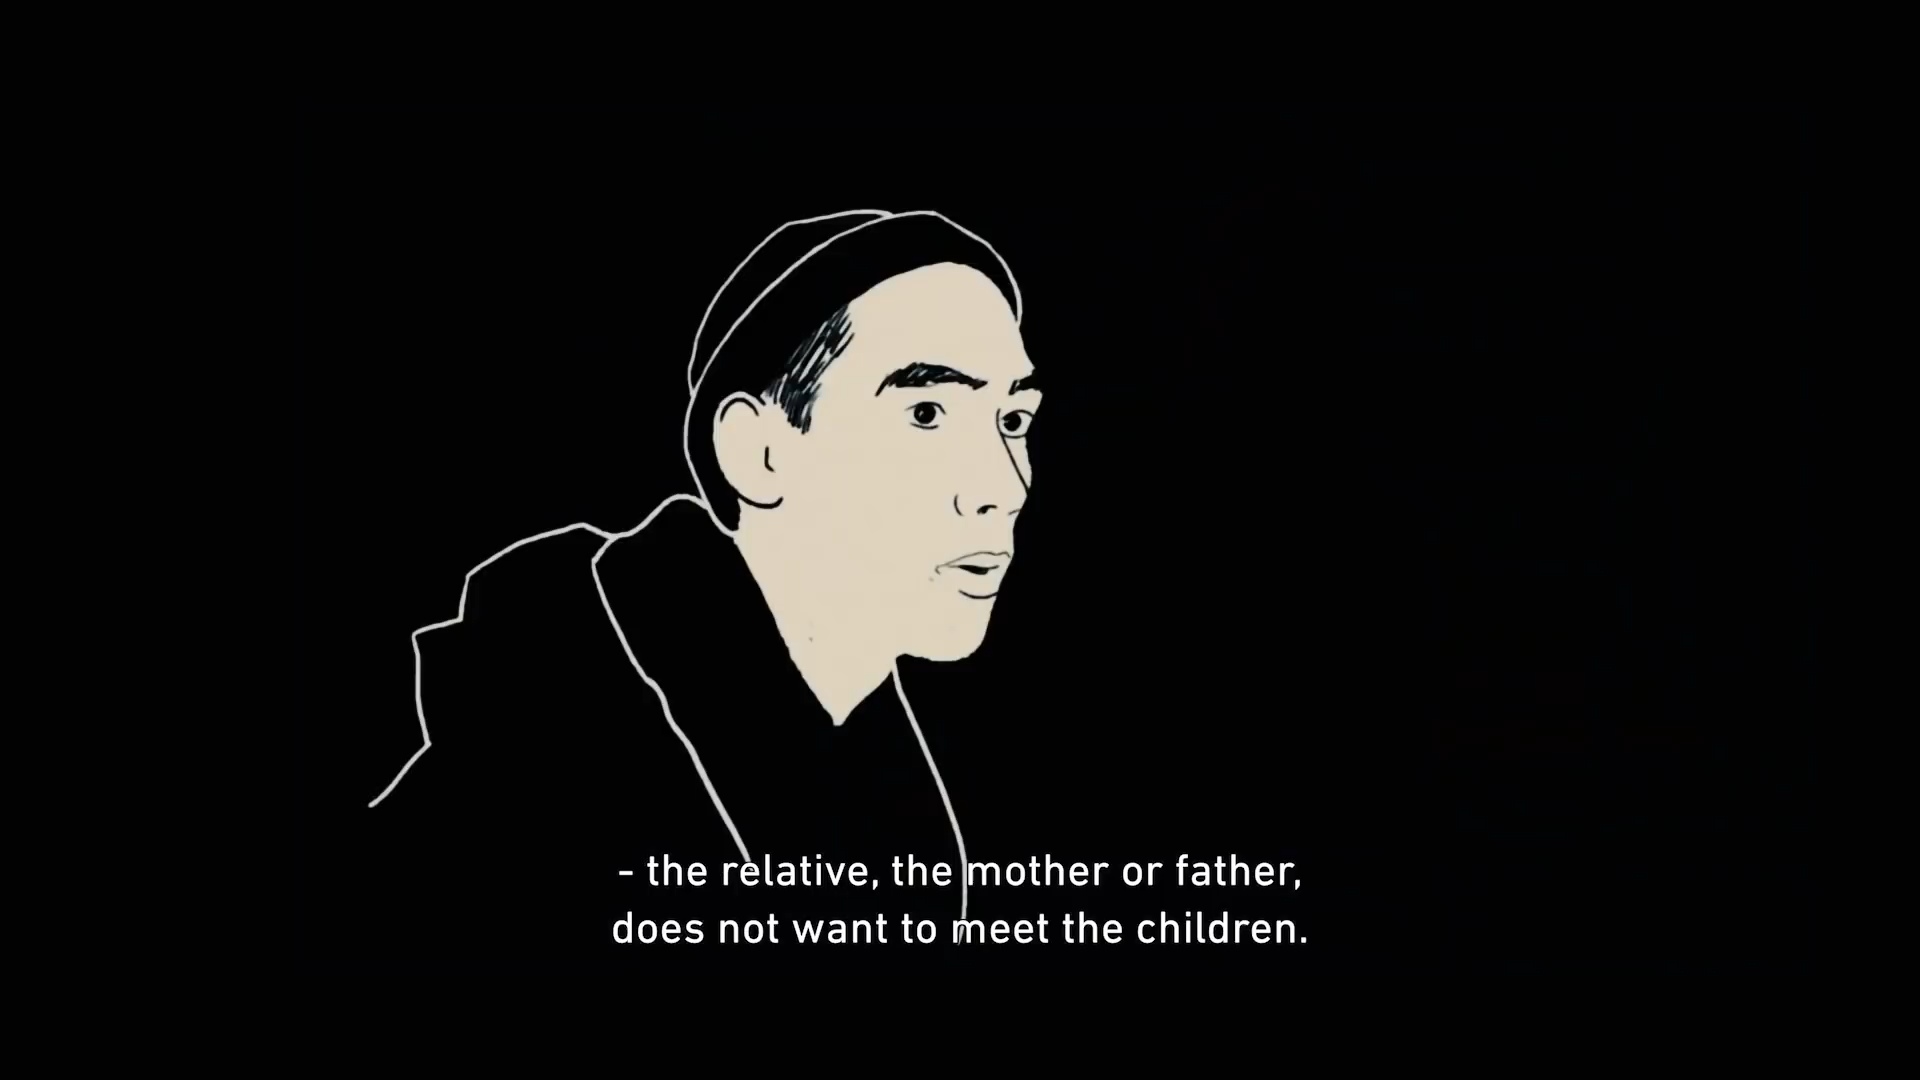 - the relative, the mother or father,
does not want to meet the children.